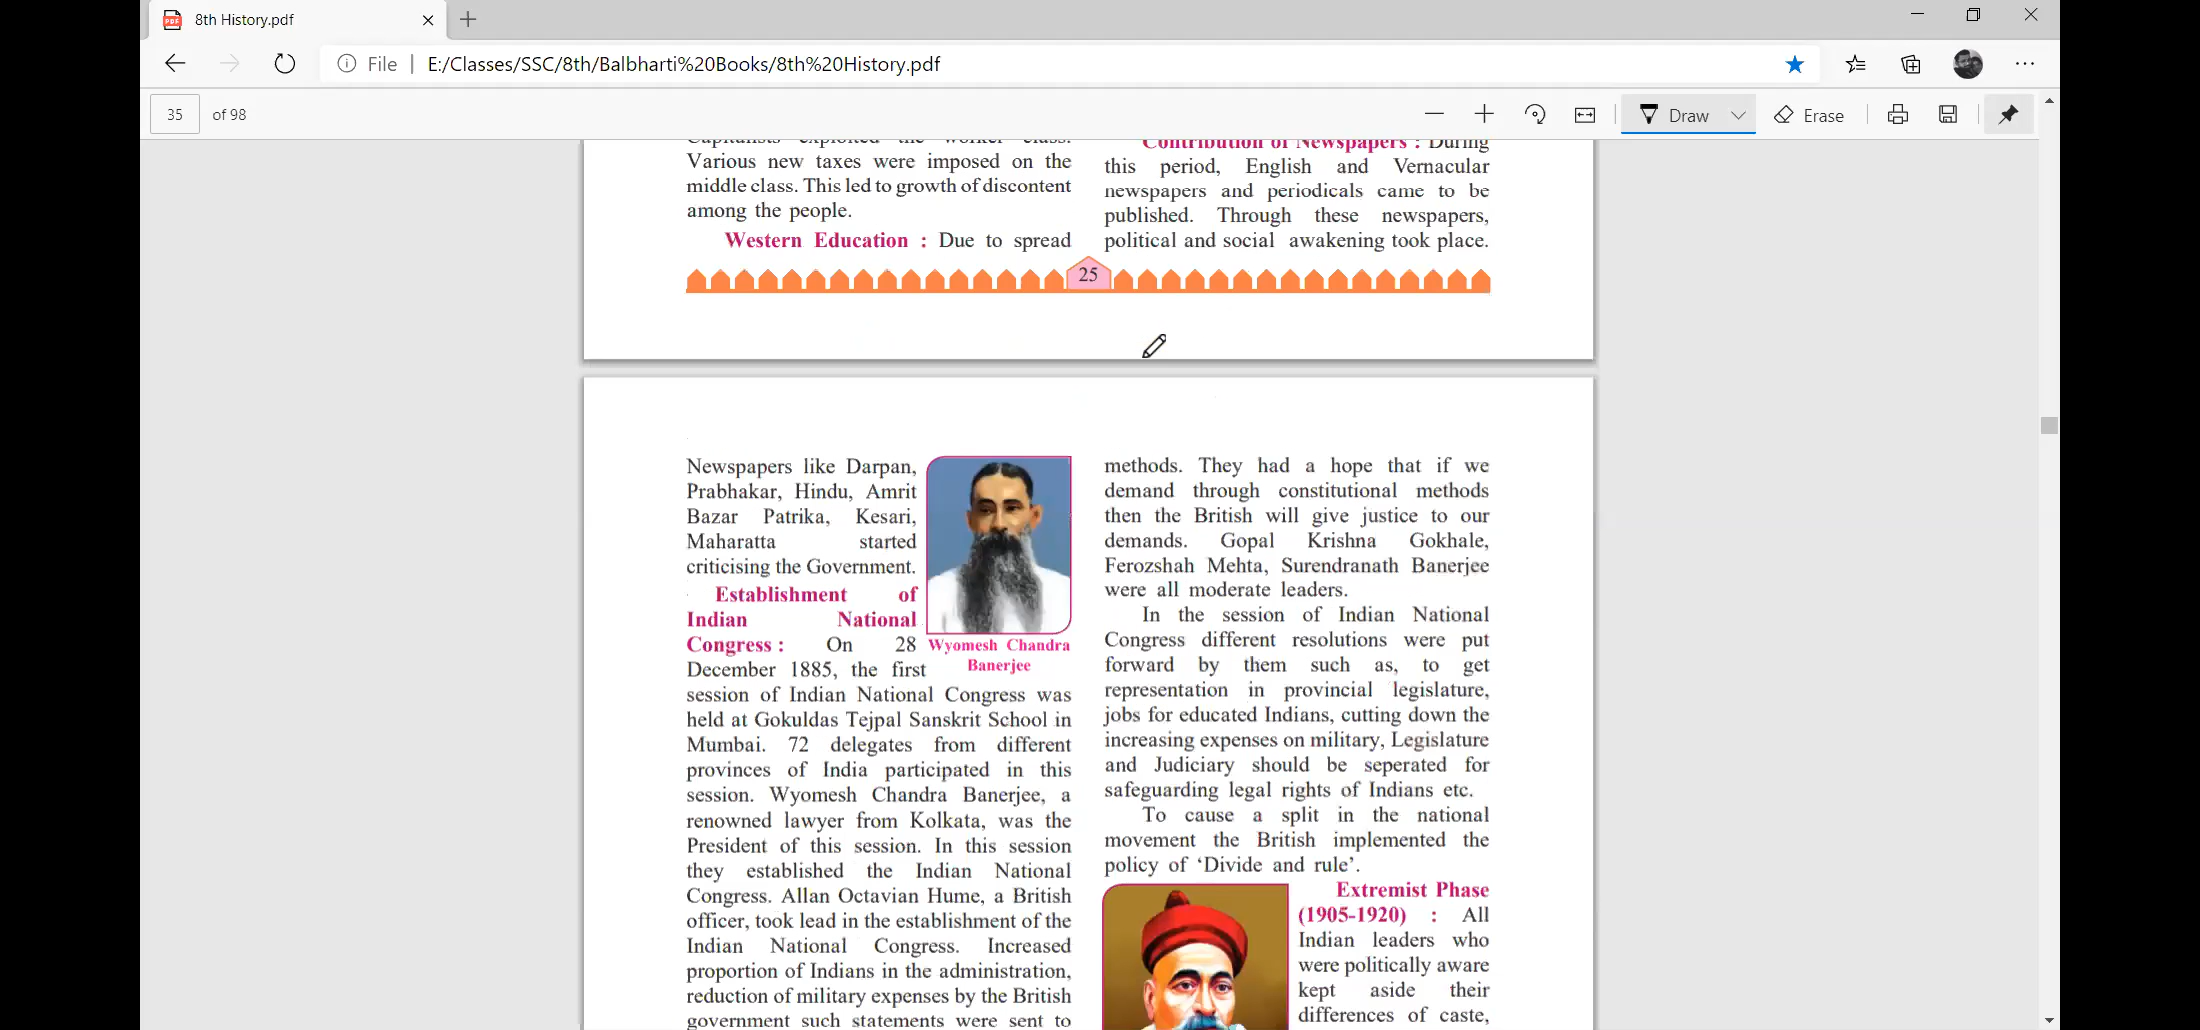 8th History.pdf
File
E:/Classes/SSC/8th/Balbharti%20Books/8th%20History.pdf
35 of 98
Draw
Erase
Capitalists exploited the worker class.
Various new taxes were imposed on the
middle class. This led to growth of discontent
among the people.
Western Education : Due to spread
Contribution of Newspapers : During
this period, English and Vernacular
newspapers and periodicals came to be
published. Through these newspapers,
political and social awakening took place.
25
Newspapers like Darpan,
Prabhakar, Hindu, Amrit
Bazar Patrika, Kesari,
Maharatta started
criticising the Government.
Establishment of
Indian National
Congress : On 28
December 1885, the first
session of Indian National Congress was
held at Gokuldas Tejpal Sanskrit School in
Mumbai. 72 delegates from different
provinces of India participated in this
session. Wyomesh Chandra Banerjee, a
renowned lawyer from Kolkata, was the
President of this session. In this session
they established the Indian National
Congress. Allan Octavian Hume, a British
officer, took lead in the establishment of the
Indian National Congress. Increased
proportion of Indians in the administration,
reduction of military expenses by the British
government such statements were sent to
Wyomesh Chandra
Banerjee
methods. They had a hope that if we
demand through constitutional methods
then the British will give justice to our
demands. Gopal Krishna Gokhale,
Ferozshah Mehta, Surendranath Banerjee
were all moderate leaders.
In the session of Indian National
Congress different resolutions were put
forward by them such as, to get
representation in provincial legislature,
jobs for educated Indians, cutting down the
increasing expenses on military, Legislature
and Judiciary should be seperated for
safeguarding legal rights of Indians etc.
To cause a split in the national
movement the British implemented the
policy of ‘Divide and rule’.
Extremist Phase
(1905-1920) : All
Indian leaders who
were politically aware
kept aside their
differences of caste,